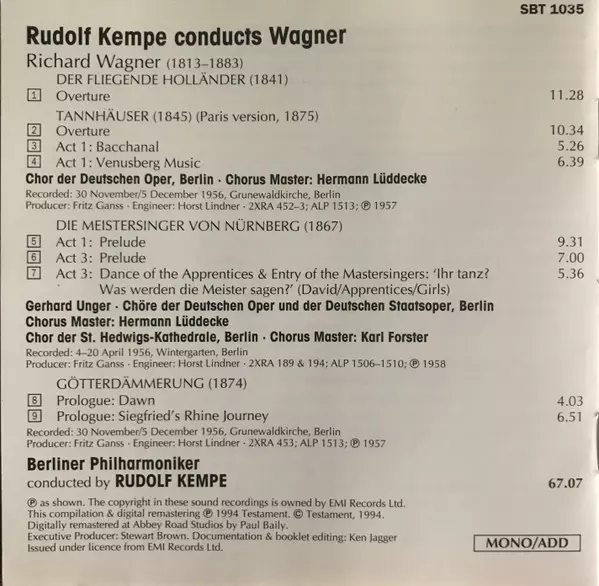 SBT 1035
Rudolf Kempe conducts Wagner
Richard Wagner (1813–1883)
DER FLIEGENDE HOLLÄNDER (1841)
1 Overture 11.28
TANNHÄUSER (1845) (Paris version, 1875)
2 Overture 10.34
3 Act 1: Bacchanal 5.26
4 Act 1: Venusberg Music 6.39
Chor der Deutschen Oper, Berlin · Chorus Master: Hermann Lüddecke
Recorded: 30 November/5 December 1956, Grunewaldkirche, Berlin
Producer: Fritz Ganss · Engineer: Horst Lindner · 2XRA 452–3; ALP 1513; ℗ 1957
DIE MEISTERSINGER VON NÜRNBERG (1867)
5 Act 1: Prelude 9.31
6 Act 3: Prelude 7.00
7 Act 3: Dance of the Apprentices & Entry of the Mastersingers: ‘Ihr tanz? 5.36
Was werden die Meister sagen?’ (David/Apprentices/Girls)
Gerhard Unger · Chöre der Deutschen Oper und der Deutschen Staatsoper, Berlin
Chorus Master: Hermann Lüddecke
Chor der St. Hedwigs-Kathedrale, Berlin · Chorus Master: Karl Forster
Recorded: 4–20 April 1956, Wintergarten, Berlin
Producer: Fritz Ganss · Engineer: Horst Lindner · 2XRA 189 & 194; ALP 1506–1510; ℗ 1958
GÖTTERDÄMMERUNG (1874)
8 Prologue: Dawn 4.03
9 Prologue: Siegfried’s Rhine Journey 6.51
Recorded: 30 November/5 December 1956, Grunewaldkirche, Berlin
Producer: Fritz Ganss · Engineer: Horst Lindner · 2XRA 453; ALP 1513; ℗ 1957
Berliner Philharmoniker
conducted by RUDOLF KEMPE 67.07
℗ as shown. The copyright in these sound recordings is owned by EMI Records Ltd.
This compilation & digital remastering ℗ 1994 Testament. © Testament, 1994.
Digitally remastered at Abbey Road Studios by Paul Baily.
Executive Producer: Stewart Brown. Documentation & booklet editing: Ken Jagger
Issued under licence from EMI Records Ltd.
MONO/ADD